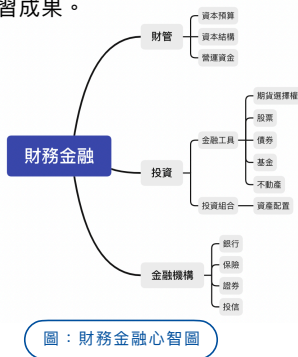 習成果。
財務金融
財管
資本預算
資本結構
營運資金
投資
金融工具
期貨選擇權
股票
債券
基金
不動產
投資組合
資產配置
金融機構
銀行
保險
證券
投信
圖：財務金融心智圖